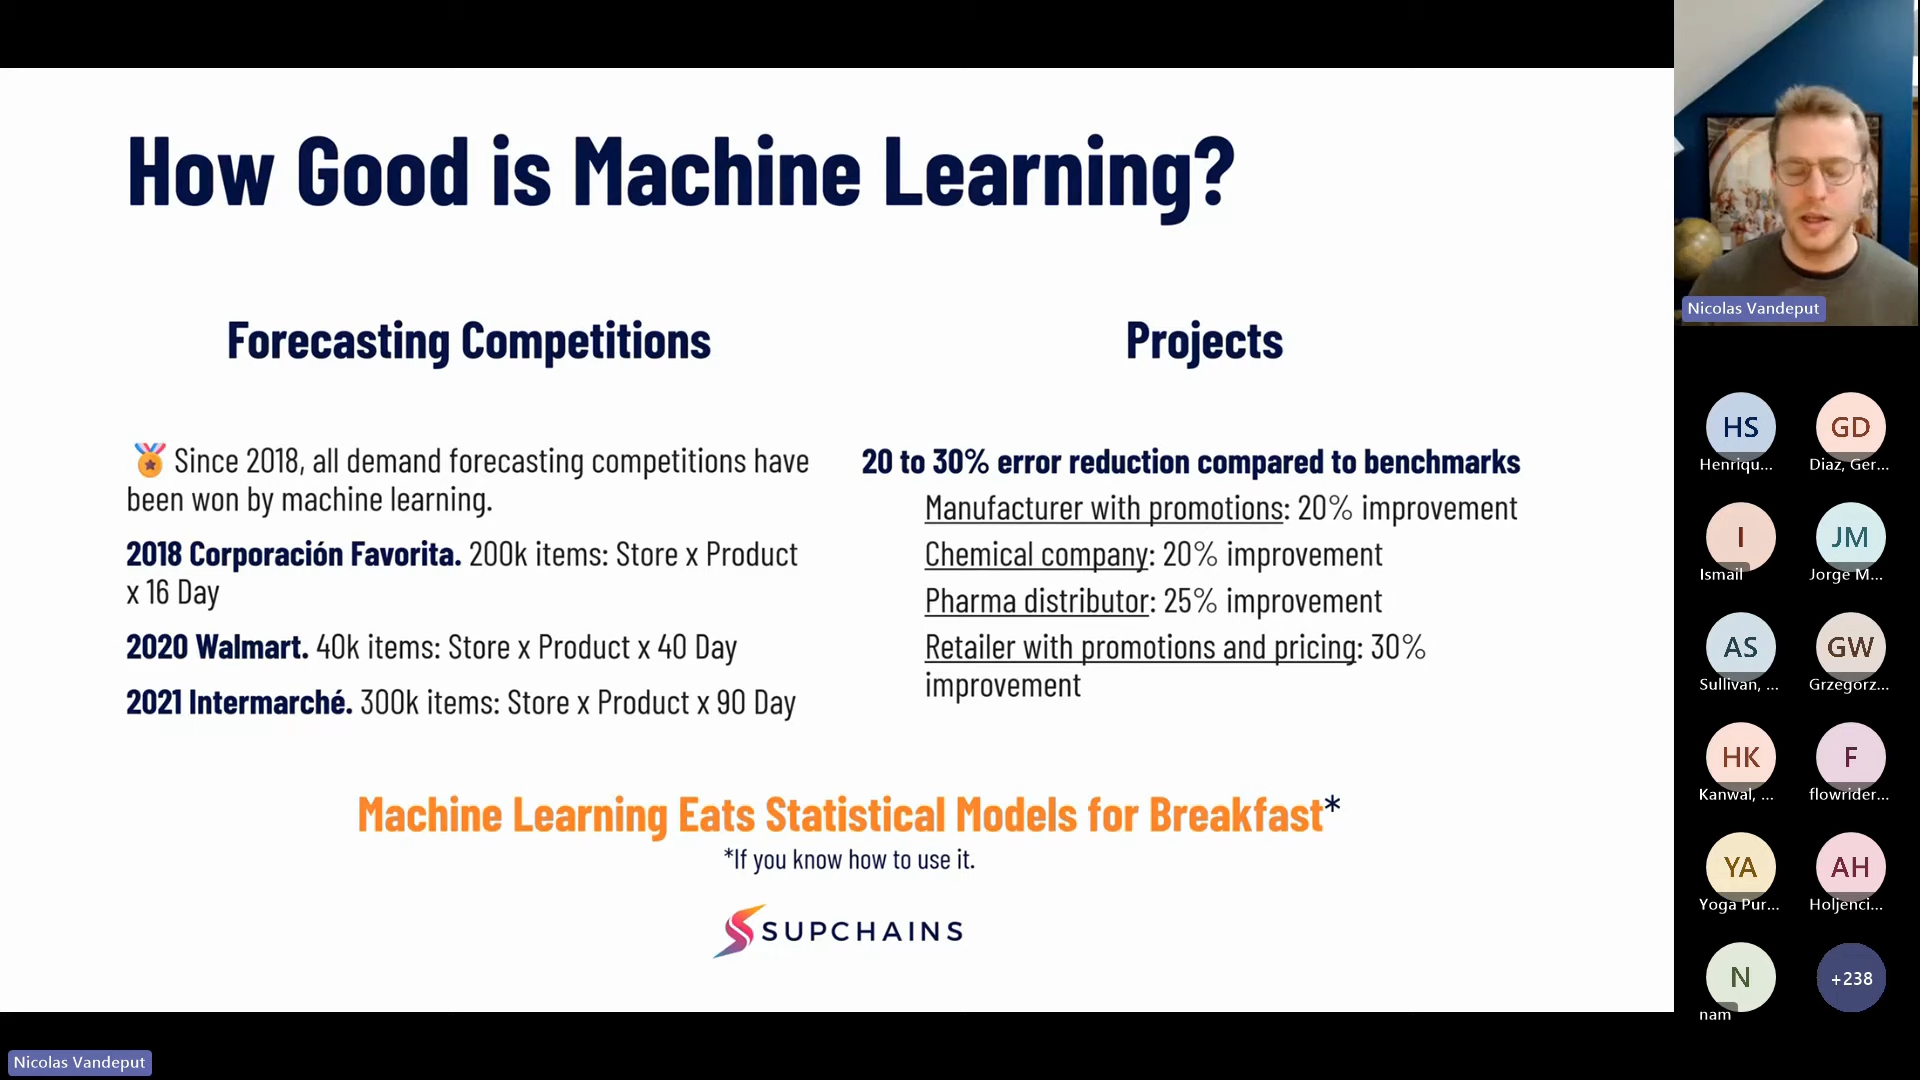 How Good is Machine Learning?
Forecasting Competitions
🏅 Since 2018, all demand forecasting competitions have
been won by machine learning.
2018 Corporación Favorita. 200k items: Store x Product
x 16 Day
2020 Walmart. 40k items: Store x Product x 40 Day
2021 Intermarché. 300k items: Store x Product x 90 Day
Projects
20 to 30% error reduction compared to benchmarks
Manufacturer with promotions: 20% improvement
Chemical company: 20% improvement
Pharma distributor: 25% improvement
Retailer with promotions and pricing: 30%
improvement
Machine Learning Eats Statistical Models for Breakfast*
*If you know how to use it.
SUPCHAINS
Nicolas Vandeput
HS
Henriqu...
GD
Diaz, Ger...
I
Ismail
JM
Jorge M...
AS
Sullivan, ...
GW
Grzegorz...
HK
Kanwal, ...
F
flowrider...
YA
Yoga Pur...
AH
Holjenci...
N
nam
+238
Nicolas Vandeput